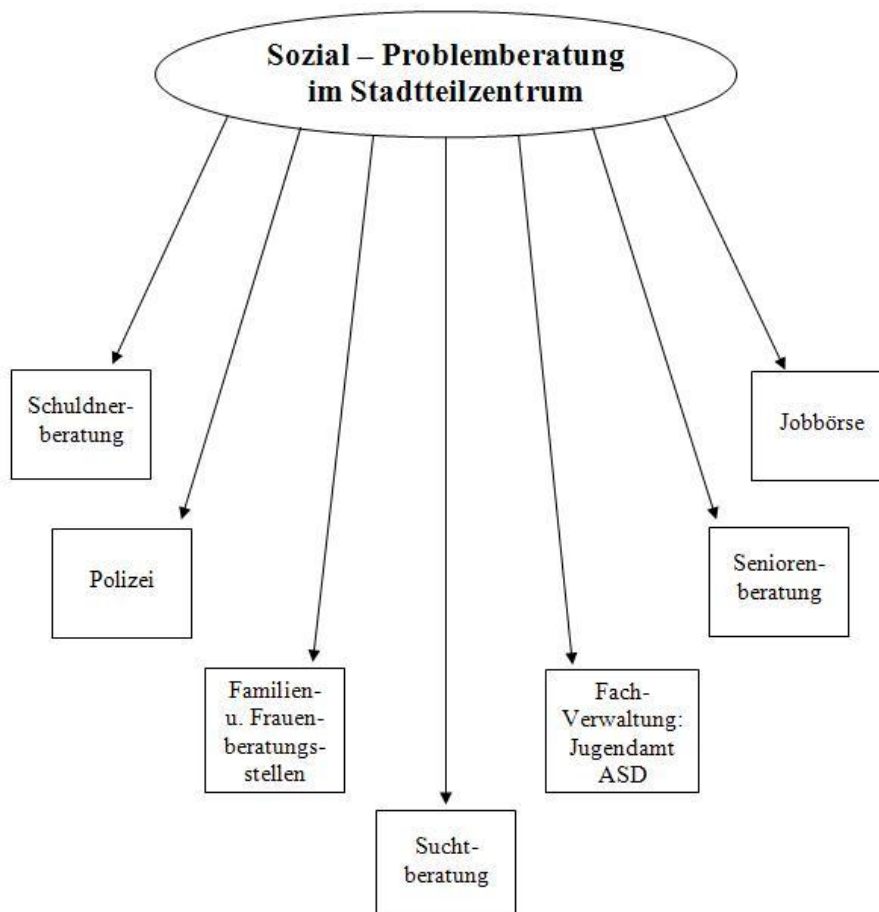 Sozial – Problemberatung
im Stadtteilzentrum
Schuldner-
beratung
Polizei
Familien-
u. Frauen-
beratungs-
stellen
Sucht-
beratung
Fach-
Verwaltung:
Jugendamt
ASD
Senioren-
beratung
Jobbörse